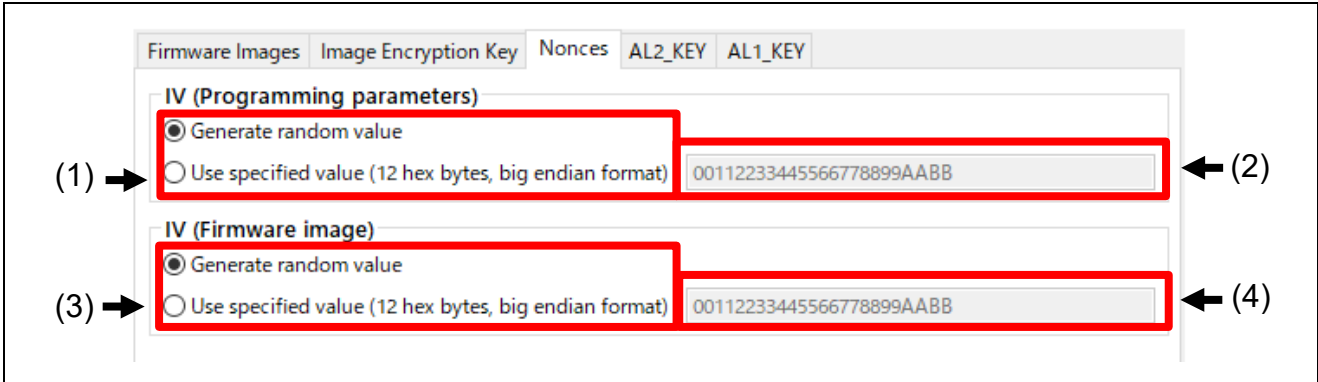 Firmware Images Image Encryption Key Nonces AL2_KEY AL1_KEY
IV (Programming parameters)
Generate random value
(1) Use specified value (12 hex bytes, big endian format) 00112233445566778899AABB (2)
IV (Firmware image)
Generate random value
(3) Use specified value (12 hex bytes, big endian format) 00112233445566778899AABB (4)